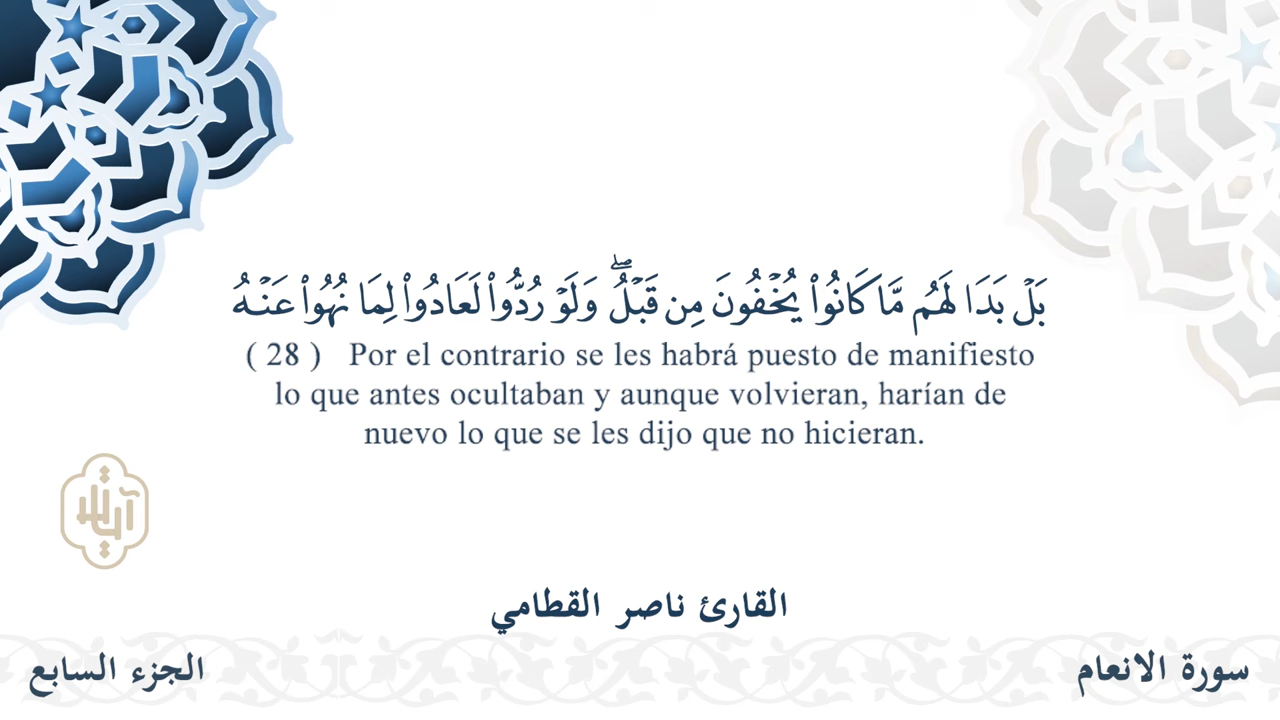 بَلۡ بَدَا لَهُم مَّا كَانُواْ يُخۡفُونَ مِن قَبۡلُۖ وَلَوۡ رُدُّواْ لَعَادُواْ لِمَا نُهُواْ عَنۡهُ
( 28 ) Por el contrario se les habrá puesto de manifiesto
lo que antes ocultaban y aunque volvieran, harían de
nuevo lo que se les dijo que no hicieran.
القارئ ناصر القطامي
سورة الانعام
الجزء السابع